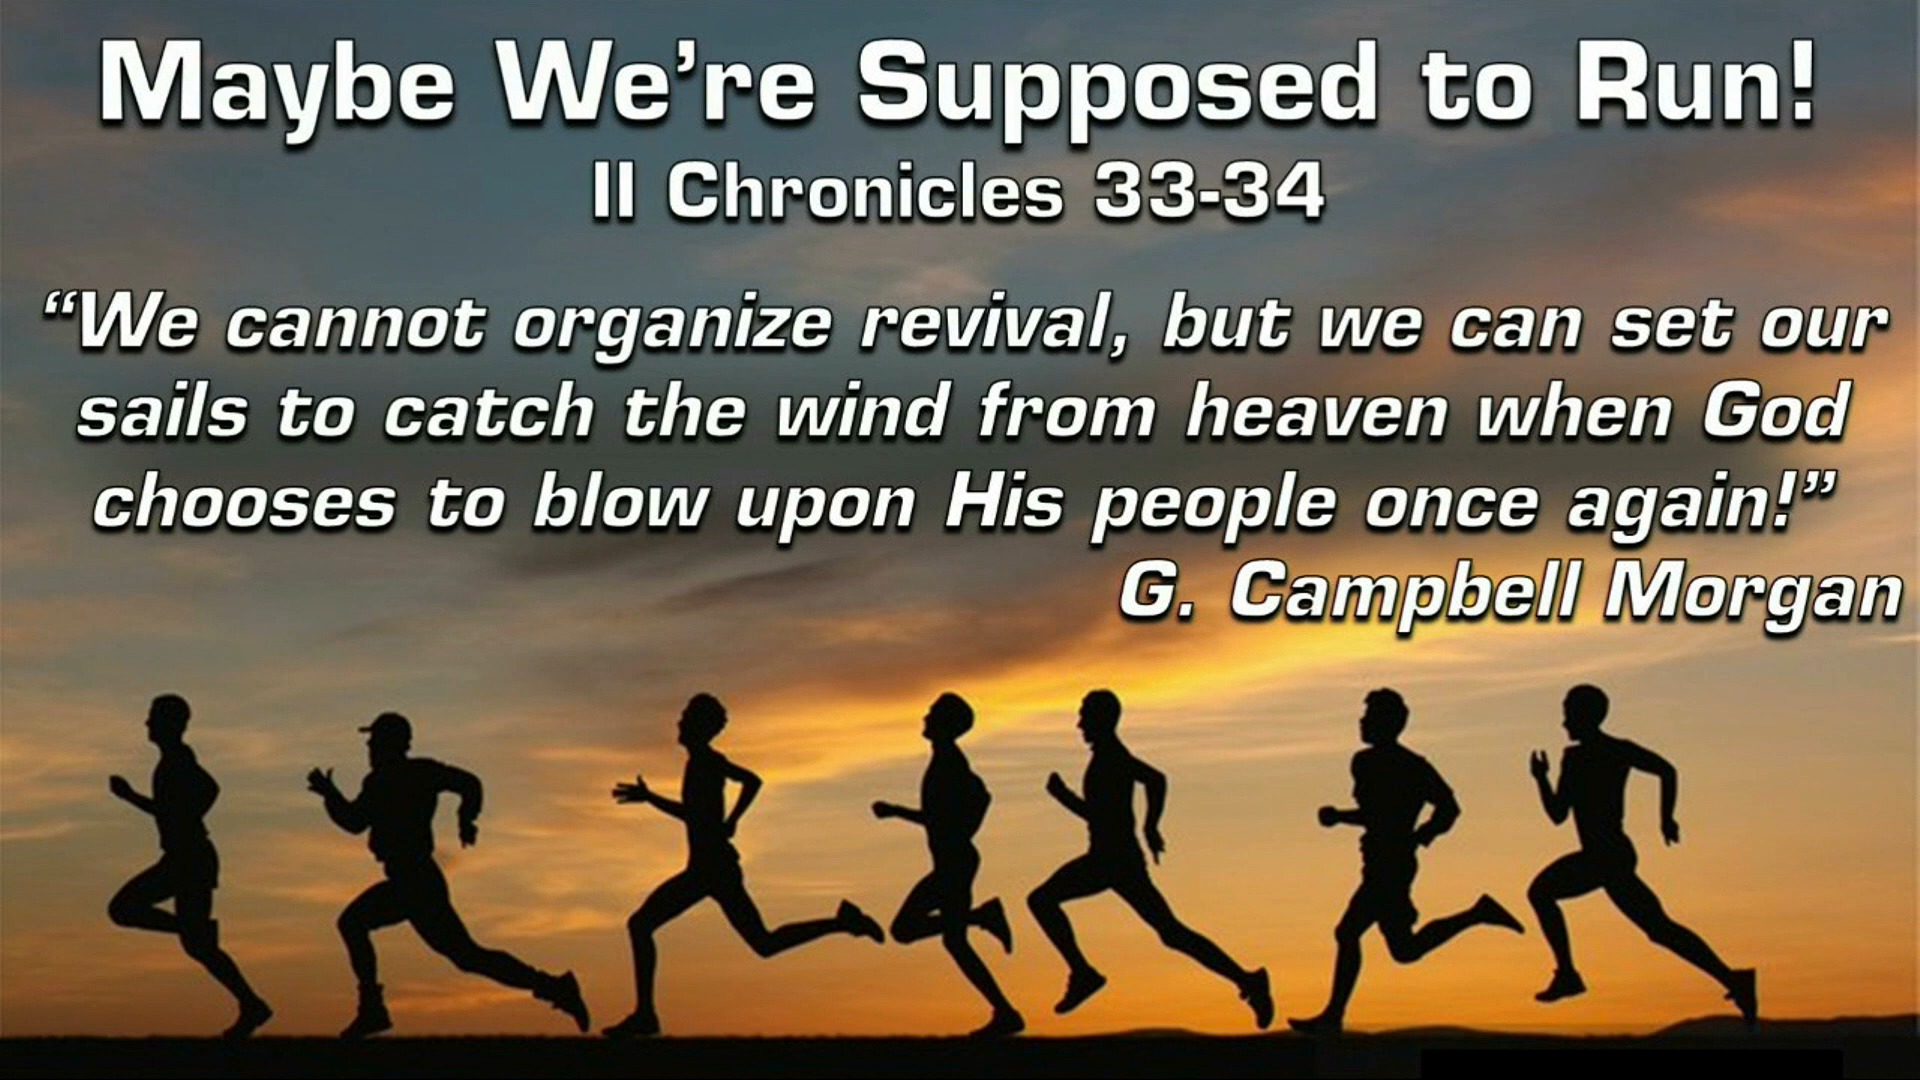 Maybe We’re Supposed to Run!
II Chronicles 33-34
“We cannot organize revival, but we can set our
sails to catch the wind from heaven when God
chooses to blow upon His people once again!”
G. Campbell Morgan